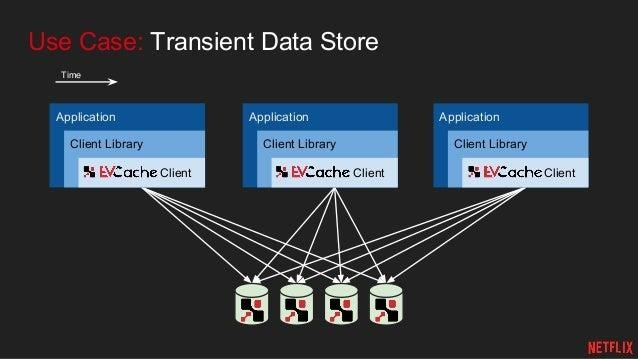 Use Case: Transient Data Store
Time
Application
Client Library
EVCache Client
Application
Client Library
EVCache Client
Application
Client Library
EVCache Client
NETFLIX